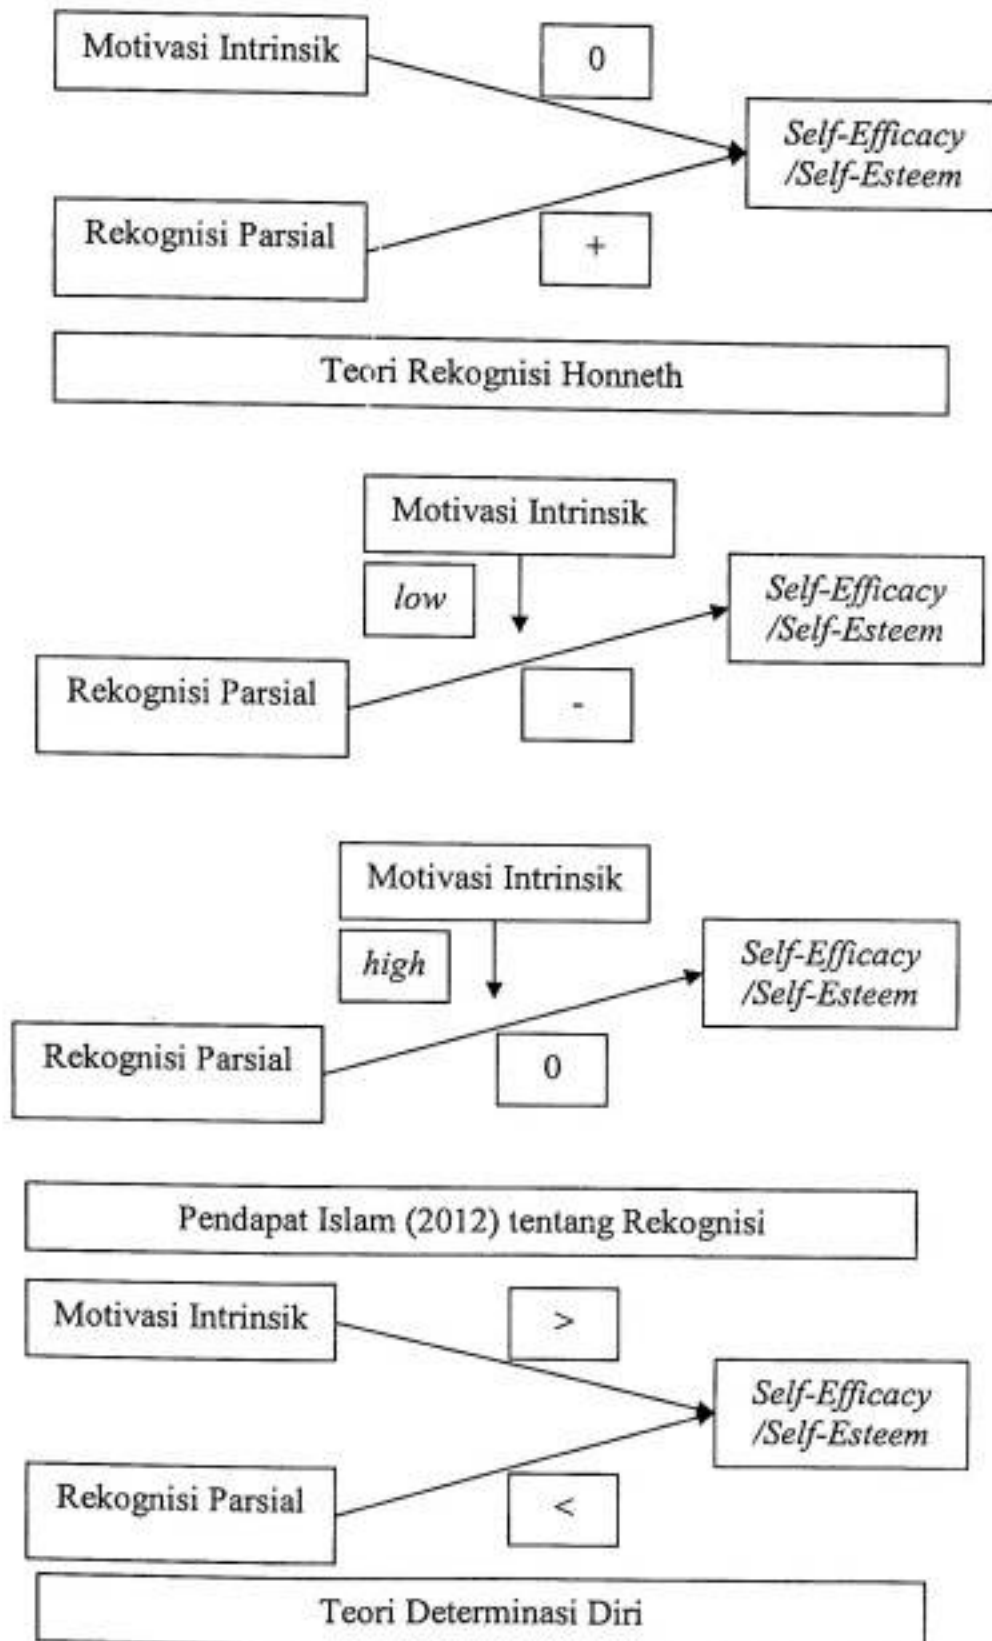 Motivasi Intrinsik
0
Self-Efficacy
/Self-Esteem
Rekognisi Parsial
+
Teori Rekognisi Honneth
Motivasi Intrinsik
low
Self-Efficacy
/Self-Esteem
Rekognisi Parsial
-
Motivasi Intrinsik
high
Self-Efficacy
/Self-Esteem
Rekognisi Parsial
0
Pendapat Islam (2012) tentang Rekognisi
Motivasi Intrinsik
>
Self-Efficacy
/Self-Esteem
Rekognisi Parsial
<
Teori Determinasi Diri